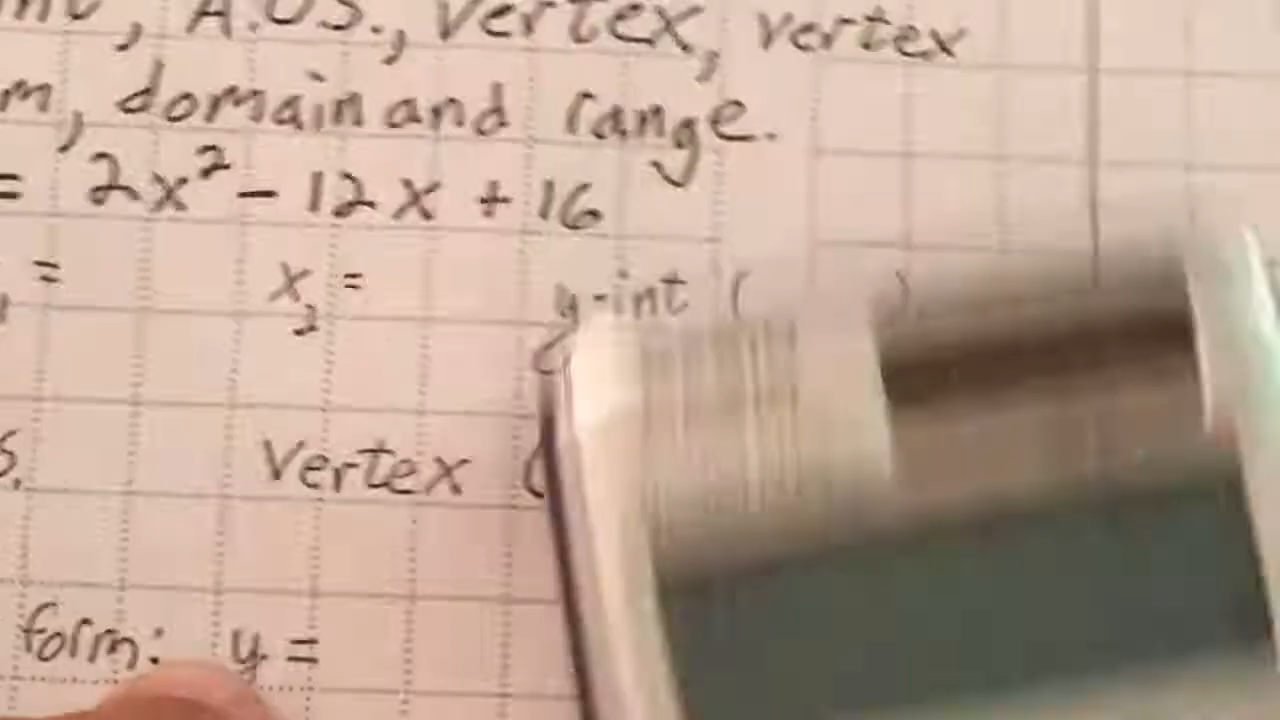 A.O.S., vertex, vertex
m, domain and range.
= 2x² - 12x + 16
= x₂ = y-int ( )
S. vertex (
form: y =